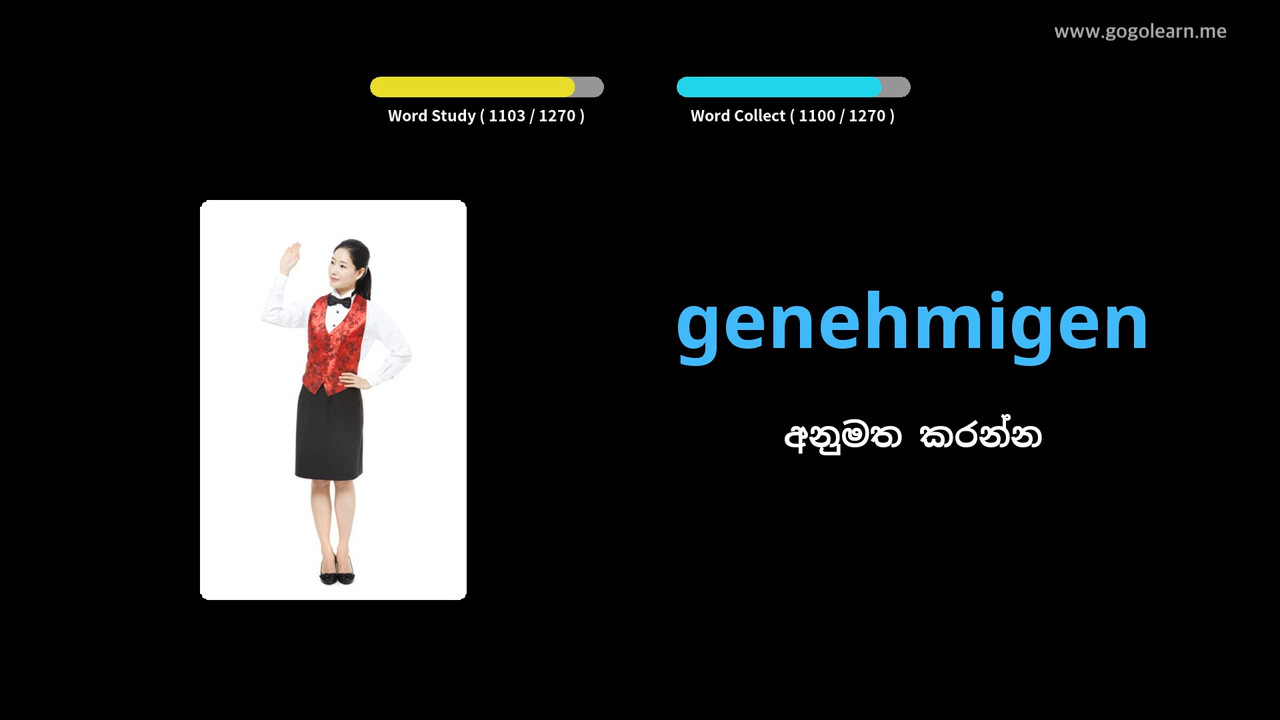 www.gogolearn.me
Word Study ( 1103 / 1270 )
Word Collect ( 1100 / 1270 )
genehmigen
අනුමත කරන්න